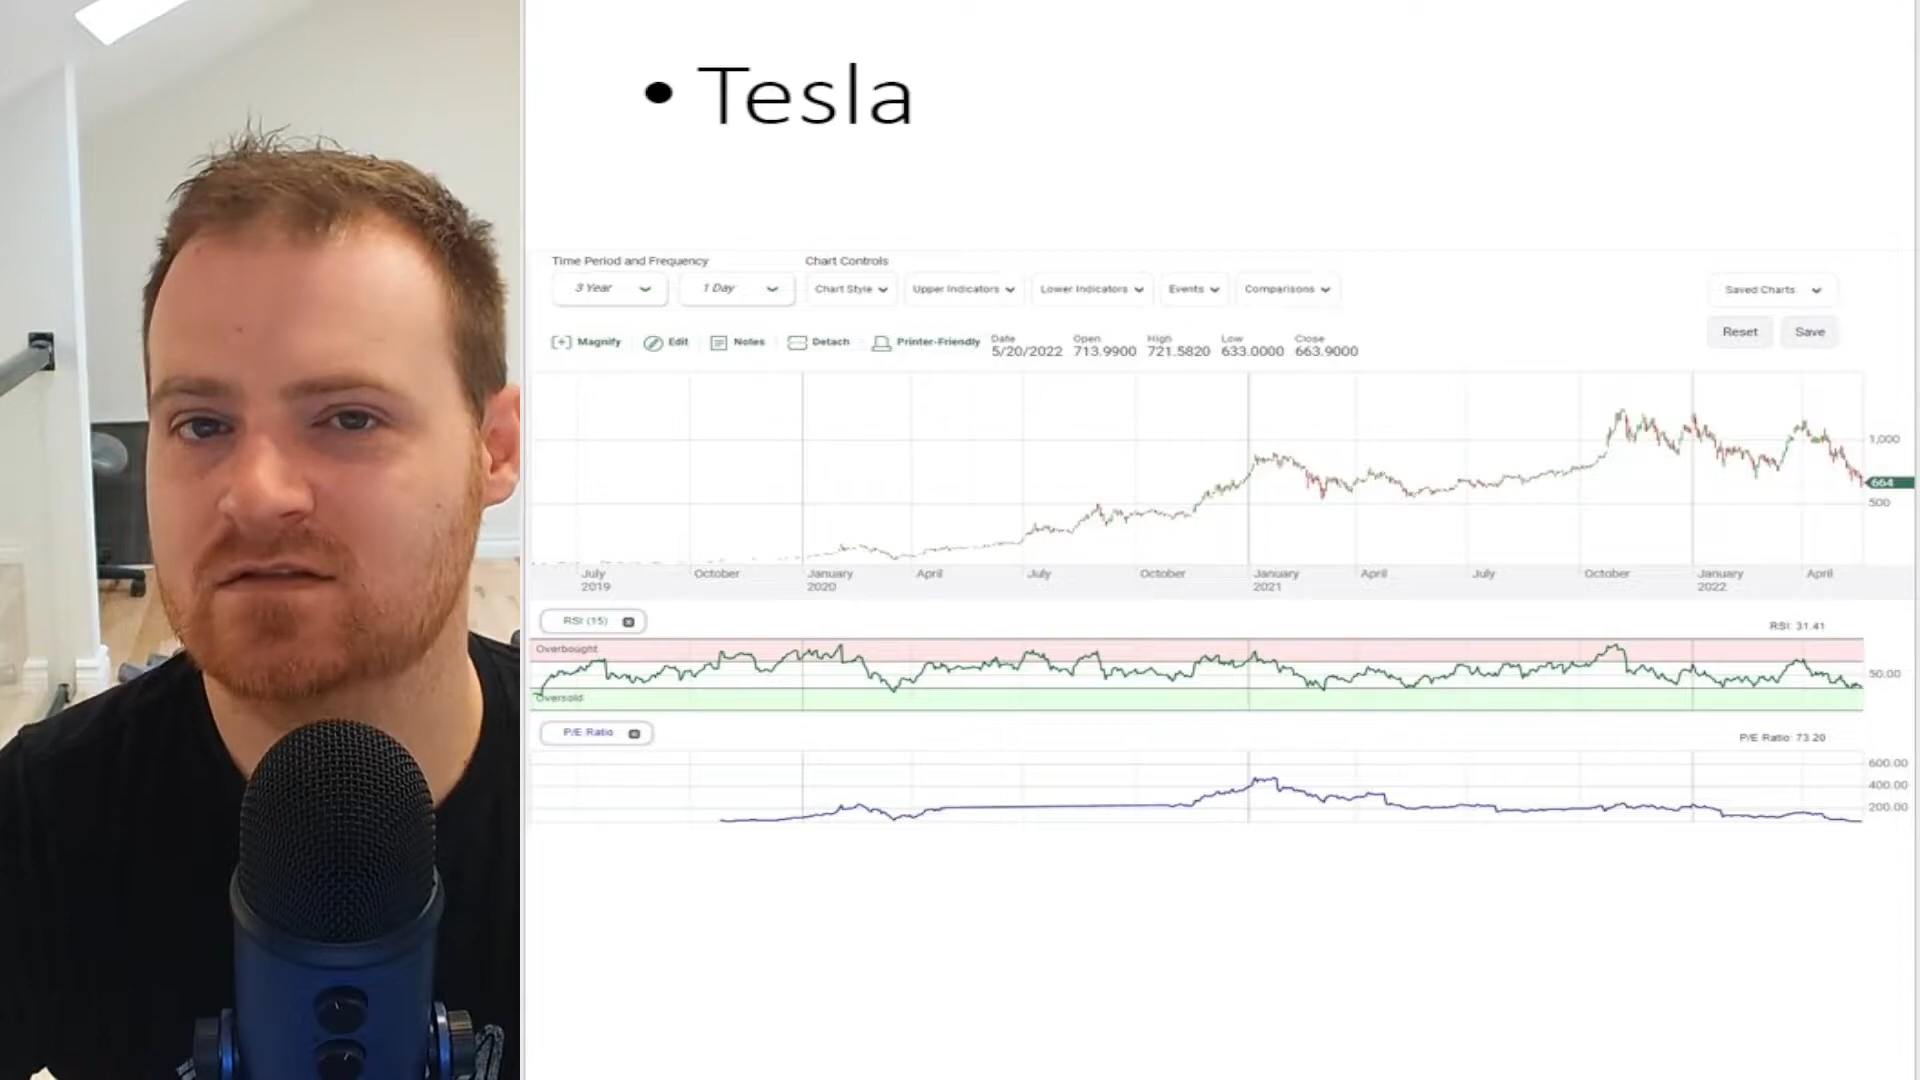 • Tesla
Time Period and Frequency
Chart Controls
3 Year
1 Day
Chart Style
Upper Indicators
Lower Indicators
Events
Comparisons
Saved Charts
Reset
Save
Magnify
Edit
Notes
Detach
Printer-Friendly
Date Open High Low Close
5/20/2022 713.9900 721.5820 633.0000 663.9000
1,000
664
500
July October January April July October January April July October January April
2019 2020 2021 2022
RSI (15)
RSI: 31.41
Overbought
50.00
Oversold
P/E Ratio
P/E Ratio: 73.20
600.00
400.00
200.00